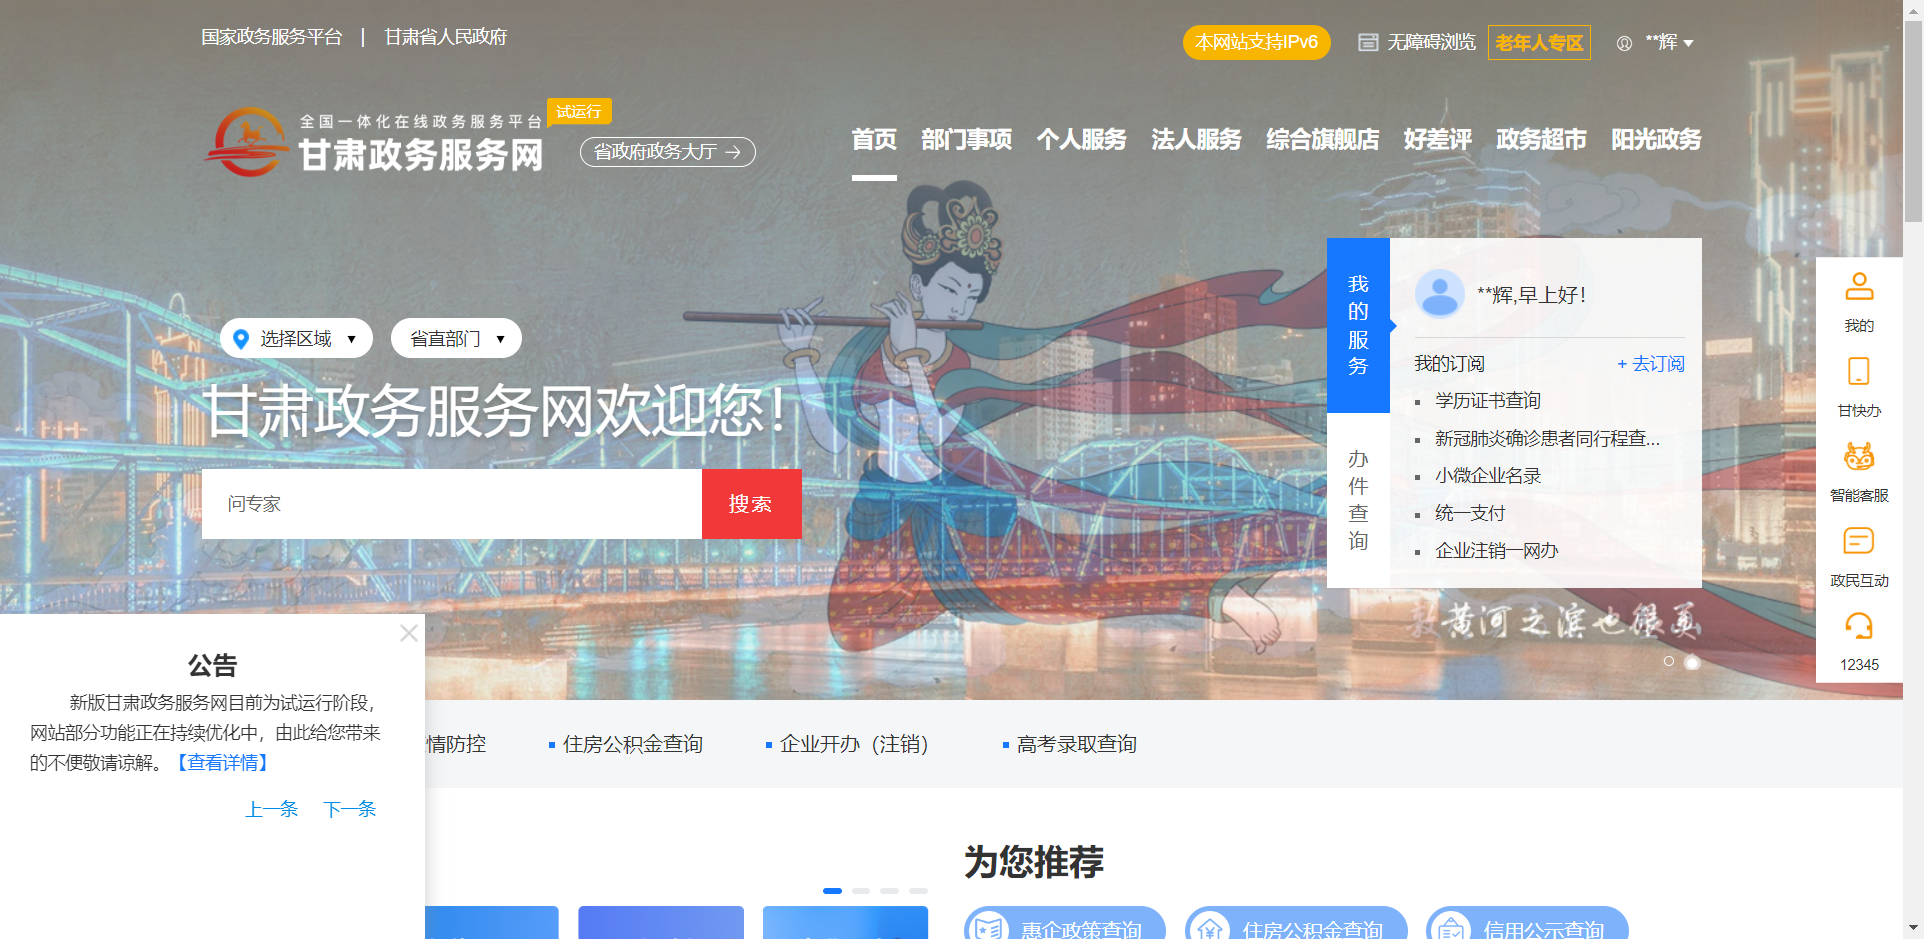 国家政务服务平台 | 甘肃省人民政府
本网站支持IPv6
无障碍浏览
老年人专区
**辉
全国一体化在线政务服务平台
试运行
甘肃政务服务网
省政府政务大厅
首页 部门事项 个人服务 法人服务 综合旗舰店 好差评 政务超市 阳光政务
选择区域 ▼
省直部门 ▼
甘肃政务服务网欢迎您!
问专家
搜索
我的服务
办件查询
**辉,早上好!
我的订阅
+ 去订阅
学历证书查询
新冠肺炎确诊患者同行程查...
小微企业名录
统一支付
企业注销一网办
黄河之滨也很美
我的
甘快办
智能客服
政民互动
12345
公告
新版甘肃政务服务网目前为试运行阶段，
网站部分功能正在持续优化中，由此给您带来
的不便敬请谅解。【查看详情】
上一条 下一条
情防控
住房公积金查询
企业开办（注销）
高考录取查询
为您推荐
惠企政策查询
住房公积金查询
信用公示查询